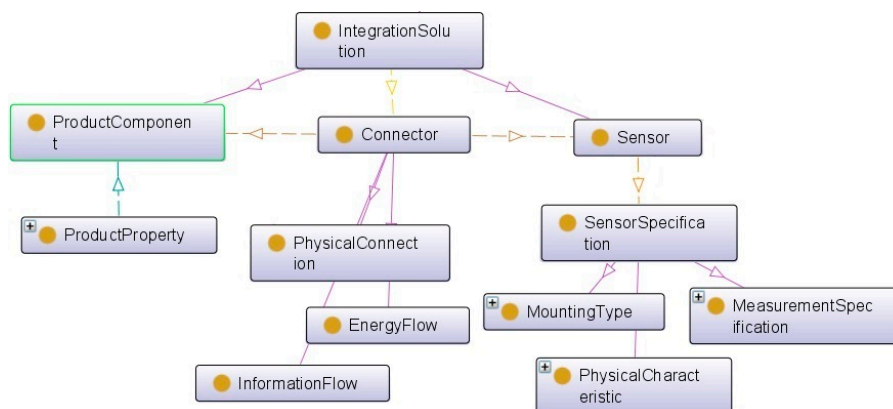 IntegrationSolu
tion
ProductComponen
t
Connector
Sensor
ProductProperty
PhysicalConnect
ion
SensorSpecifica
tion
EnergyFlow
MountingType
MeasurementSpec
ification
InformationFlow
PhysicalCharact
eristic